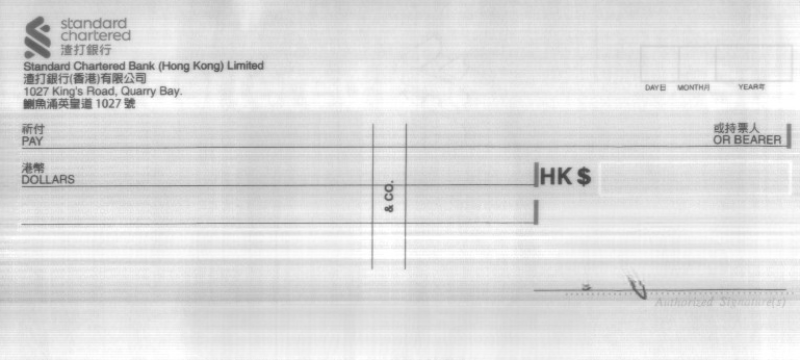 standard
chartered
渣打銀行
Standard Chartered Bank (Hong Kong) Limited
渣打銀行(香港)有限公司
1027 King's Road, Quarry Bay.
鰂魚涌英皇道 1027 號
DAY日 MONTH月 YEAR年
祈付
PAY
或持票人
OR BEARER
港幣
DOLLARS
HK $
& CO.
Authorized Signature(s)